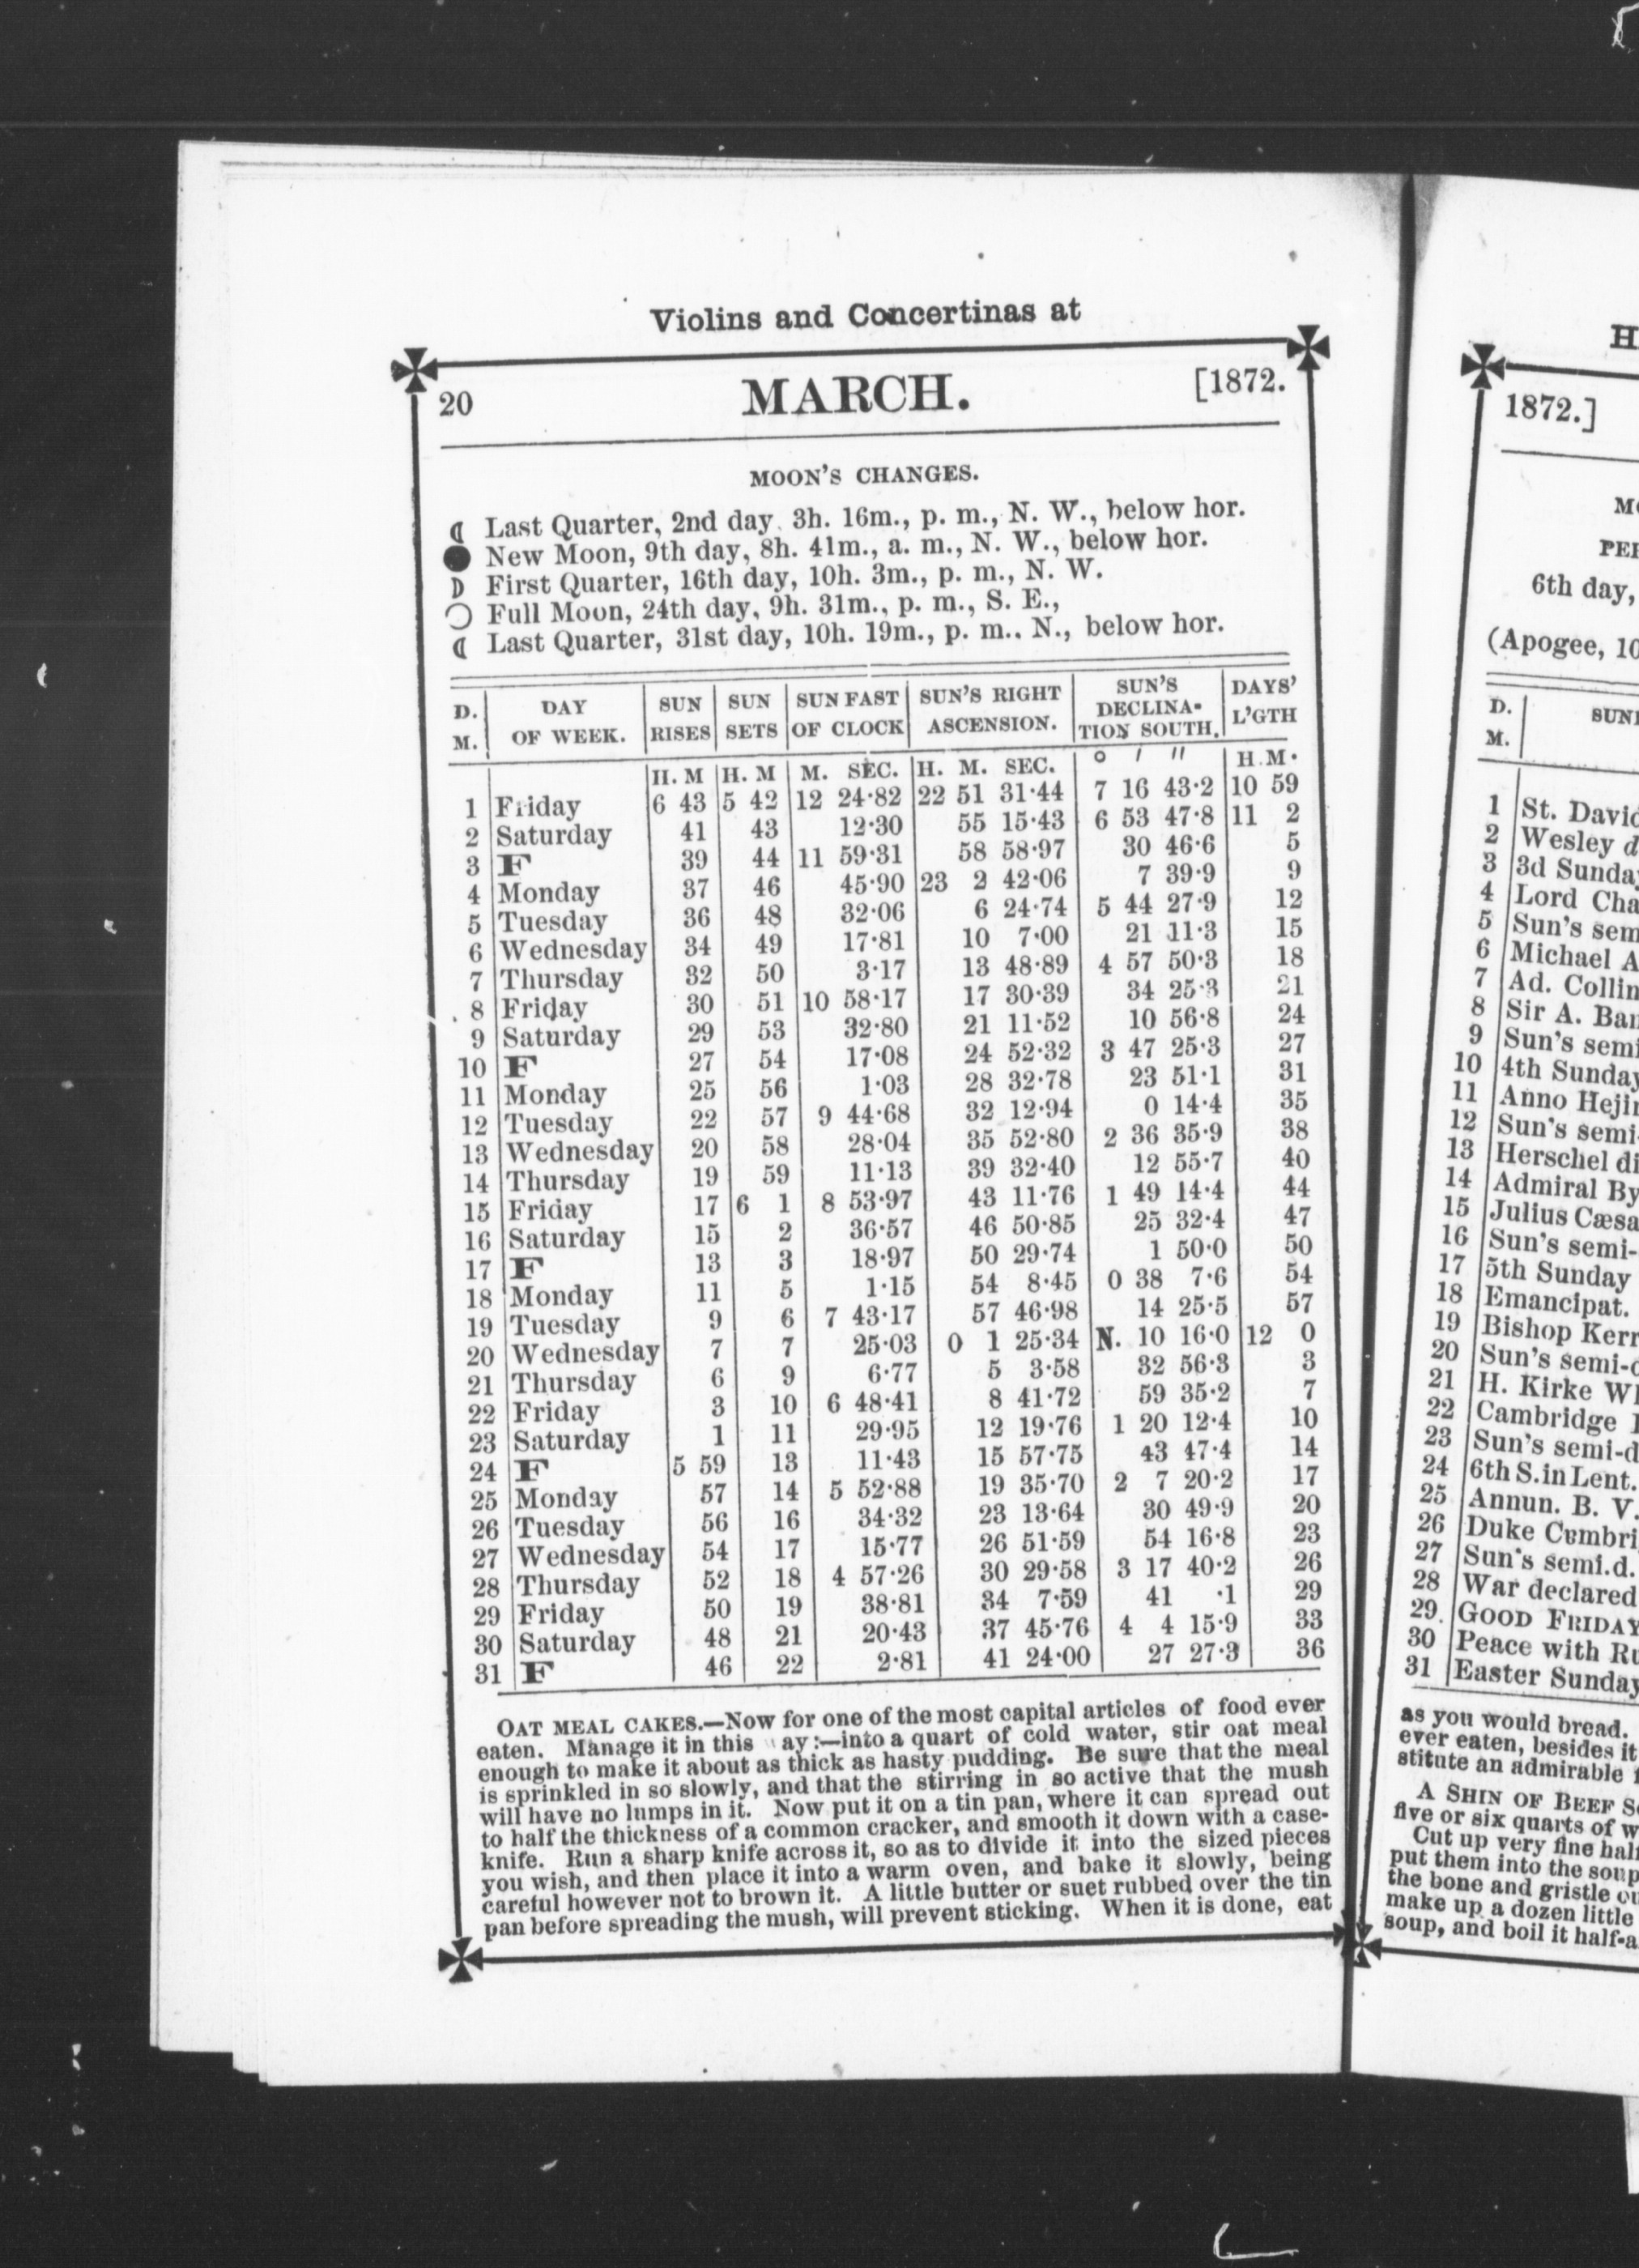 Violins and Concertinas at
20 MARCH. [1872.
MOON'S CHANGES.
Last Quarter, 2nd day, 3h. 16m., p. m., N. W., below hor.
New Moon, 9th day, 8h. 41m., a. m., N. W., below hor.
First Quarter, 16th day, 10h. 3m., p. m., N. W.
Full Moon, 24th day, 9h. 31m., p. m., S. E.,
Last Quarter, 31st day, 10h. 19m., p. m.. N., below hor.
D. M. DAY OF WEEK. SUN RISES SUN SETS SUN FAST OF CLOCK SUN'S RIGHT ASCENSION. SUN'S DECLINA-TION SOUTH. DAYS' L'GTH
H. M H. M M. SEC. H. M. SEC. o ′ ″ H.M.
1 Friday 6 43 5 42 12 24·82 22 51 31·44 7 16 43·2 10 59
2 Saturday 41 43 12·30 55 15·43 6 53 47·8 11 2
3 F 39 44 11 59·31 58 58·97 30 46·6 5
4 Monday 37 46 45·90 23 2 42·06 7 39·9 9
5 Tuesday 36 48 32·06 6 24·74 5 44 27·9 12
6 Wednesday 34 49 17·81 10 7·00 21 11·3 15
7 Thursday 32 50 3·17 13 48·89 4 57 50·3 18
8 Friday 30 51 10 58·17 17 30·39 34 25·3 21
9 Saturday 29 53 32·80 21 11·52 10 56·8 24
10 F 27 54 17·08 24 52·32 3 47 25·3 27
11 Monday 25 56 1·03 28 32·78 23 51·1 31
12 Tuesday 22 57 9 44·68 32 12·94 0 14·4 35
13 Wednesday 20 58 28·04 35 52·80 2 36 35·9 38
14 Thursday 19 59 11·13 39 32·40 12 55·7 40
15 Friday 17 6 1 8 53·97 43 11·76 1 49 14·4 44
16 Saturday 15 2 36·57 46 50·85 25 32·4 47
17 F 13 3 18·97 50 29·74 1 50·0 50
18 Monday 11 5 1·15 54 8·45 0 38 7·6 54
19 Tuesday 9 6 7 43·17 57 46·98 14 25·5 57
20 Wednesday 7 7 25·03 0 1 25·34 N. 10 16·0 12 0
21 Thursday 6 9 6·77 5 3·58 32 56·3 3
22 Friday 3 10 6 48·41 8 41·72 59 35·2 7
23 Saturday 1 11 29·95 12 19·76 1 20 12·4 10
24 F 5 59 13 11·43 15 57·75 43 47·4 14
25 Monday 57 14 5 52·88 19 35·70 2 7 20·2 17
26 Tuesday 56 16 34·32 23 13·64 30 49·9 20
27 Wednesday 54 17 15·77 26 51·59 54 16·8 23
28 Thursday 52 18 4 57·26 30 29·58 3 17 40·2 26
29 Friday 50 19 38·81 34 7·59 41 ·1 29
30 Saturday 48 21 20·43 37 45·76 4 4 15·9 33
31 F 46 22 2·81 41 24·00 27 27·3 36
OAT MEAL CAKES.—Now for one of the most capital articles of food ever
eaten. Manage it in this ay:—into a quart of cold water, stir oat meal
enough to make it about as thick as hasty pudding. Be sure that the meal
is sprinkled in so slowly, and that the stirring in so active that the mush
will have no lumps in it. Now put it on a tin pan, where it can spread out
to half the thickness of a common cracker, and smooth it down with a case-
knife. Run a sharp knife across it, so as to divide it into the sized pieces
you wish, and then place it into a warm oven, and bake it slowly, being
careful however not to brown it. A little butter or suet rubbed over the tin
pan before spreading the mush, will prevent sticking. When it is done, eat
1872.]
6th day,
(Apogee, 10
D. M.
1 St. David
2 Wesley d
3 3d Sunday
4 Lord Cha
5 Sun's sem
6 Michael A
7 Ad. Collin
8 Sir A. Ban
9 Sun's semi
10 4th Sunday
11 Anno Hejir
12 Sun's semi-
13 Herschel di
14 Admiral By
15 Julius Cæsa
16 Sun's semi-
17 5th Sunday
18 Emancipat.
19 Bishop Kerr
20 Sun's semi-d
21 H. Kirke Wh
22 Cambridge
23 Sun's semi-d
24 6th S. in Lent.
25 Annun. B. V.
26 Duke Cumbri
27 Sun's semi.d.
28 War declared
29. GOOD FRIDAY
30 Peace with Ru
31 Easter Sunday
as you would bread.
ever eaten, besides it
stitute an admirable
A SHIN OF BEEF S
five or six quarts of w
Cut up very fine half
put them into the soup
the bone and gristle ou
make up a dozen little
soup, and boil it half-a